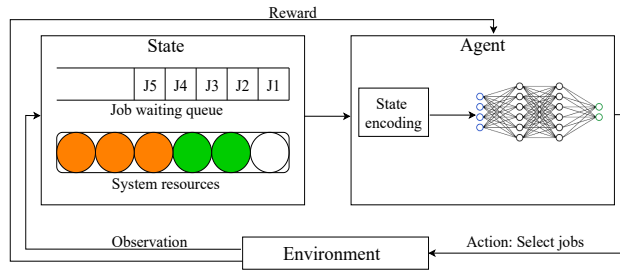 Reward
State
Agent
J5 J4 J3 J2 J1
Job waiting queue
State
encoding
System resources
Observation
Environment
Action: Select jobs